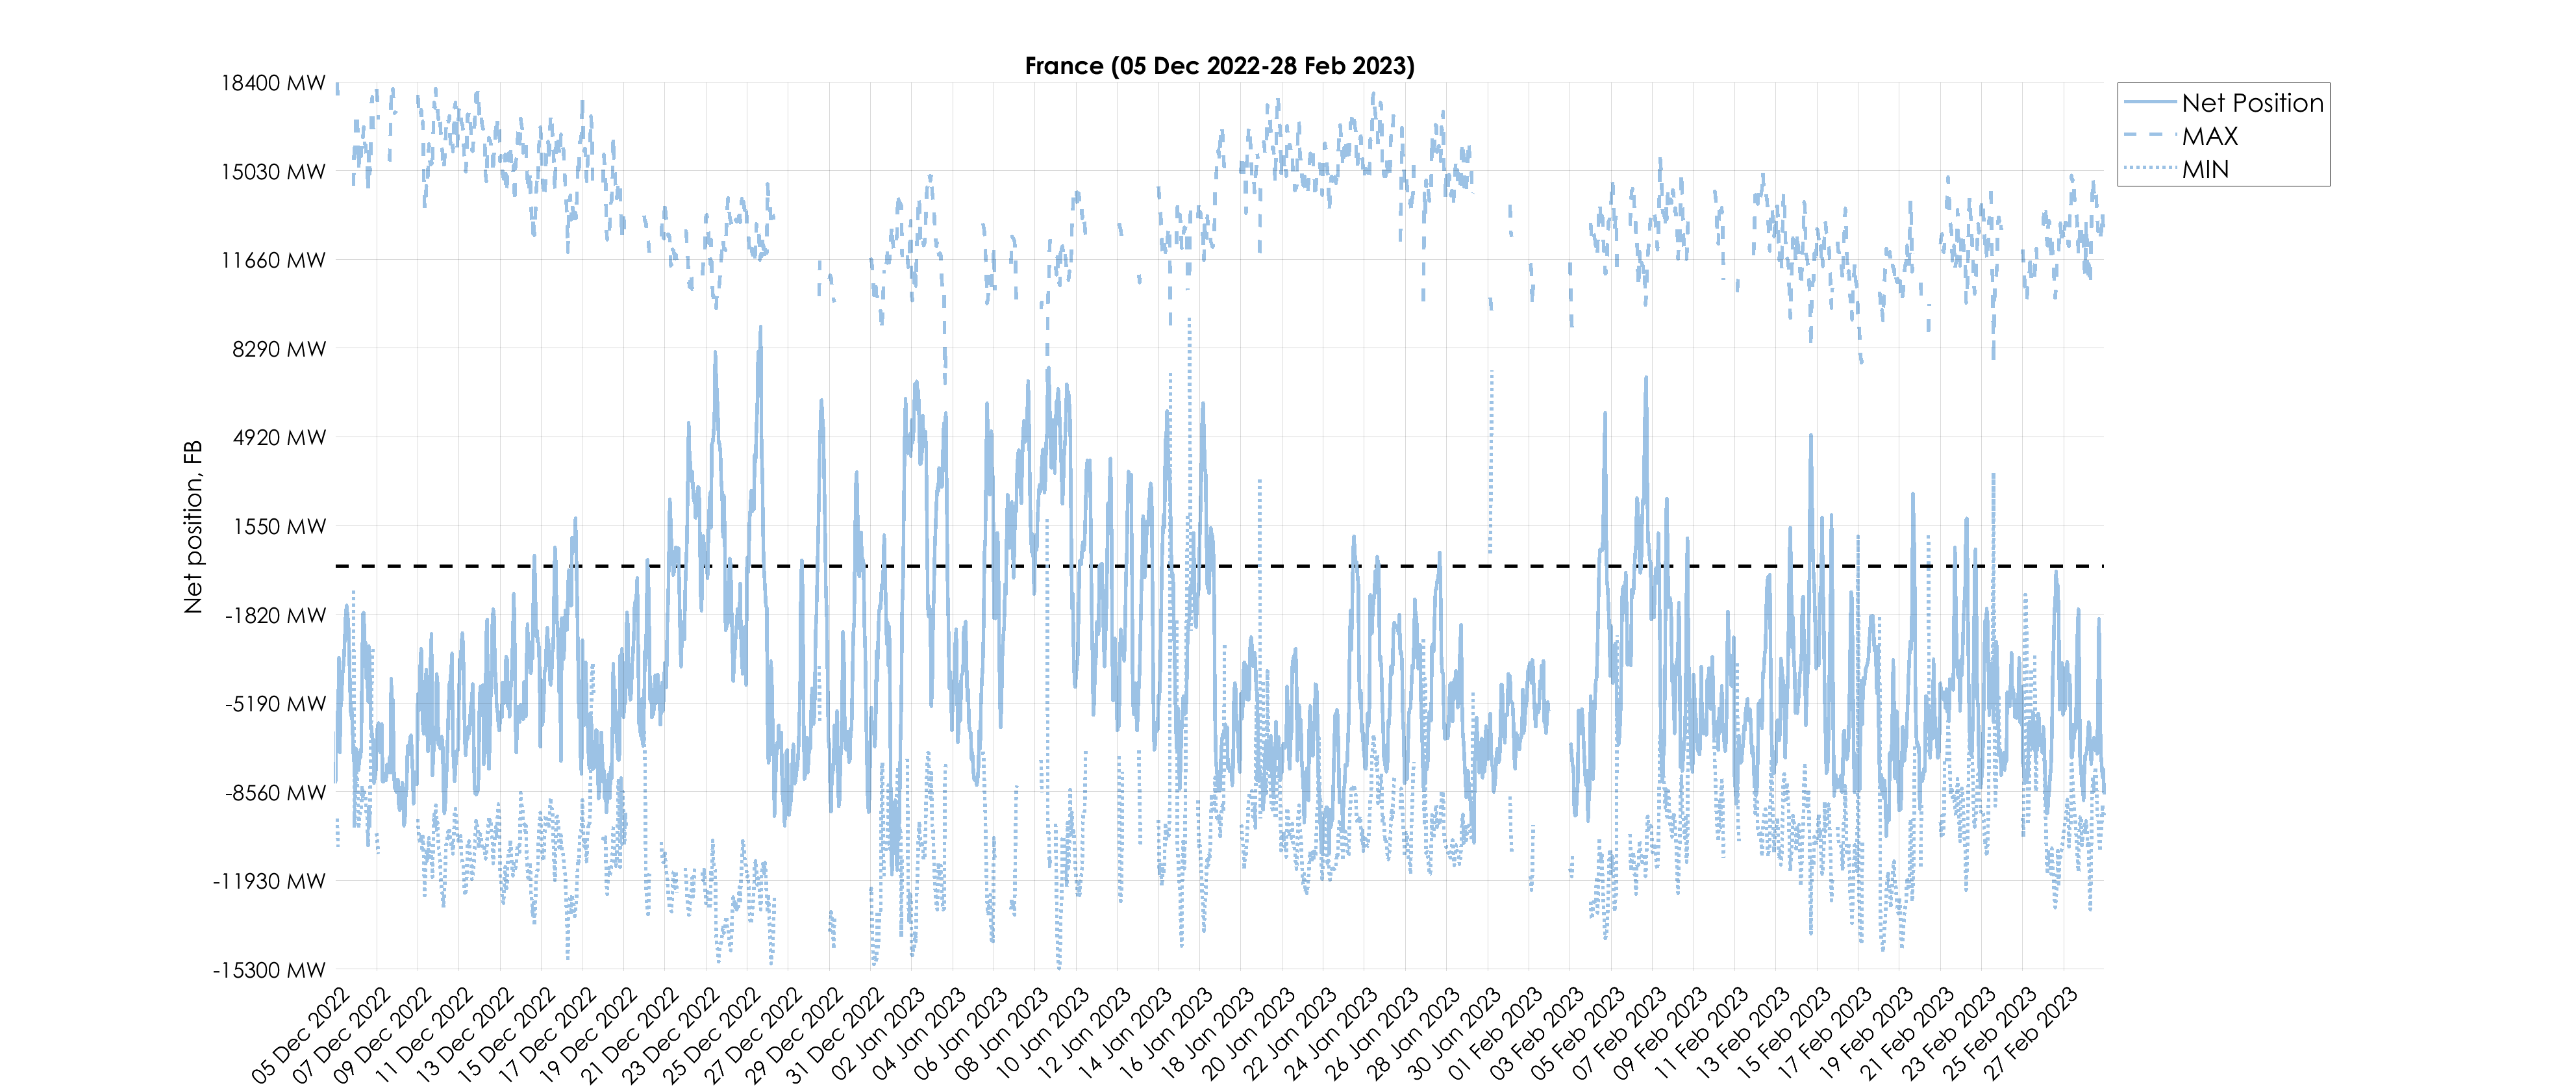 France (05 Dec 2022-28 Feb 2023)
18400 MW
15030 MW
11660 MW
8290 MW
4920 MW
1550 MW
-1820 MW
-5190 MW
-8560 MW
-11930 MW
-15300 MW
Net position, FB
Net Position
MAX
MIN
05 Dec 2022
07 Dec 2022
09 Dec 2022
11 Dec 2022
13 Dec 2022
15 Dec 2022
17 Dec 2022
19 Dec 2022
21 Dec 2022
23 Dec 2022
25 Dec 2022
27 Dec 2022
29 Dec 2022
31 Dec 2022
02 Jan 2023
04 Jan 2023
06 Jan 2023
08 Jan 2023
10 Jan 2023
12 Jan 2023
14 Jan 2023
16 Jan 2023
18 Jan 2023
20 Jan 2023
22 Jan 2023
24 Jan 2023
26 Jan 2023
28 Jan 2023
30 Jan 2023
01 Feb 2023
03 Feb 2023
05 Feb 2023
07 Feb 2023
09 Feb 2023
11 Feb 2023
13 Feb 2023
15 Feb 2023
17 Feb 2023
19 Feb 2023
21 Feb 2023
23 Feb 2023
25 Feb 2023
27 Feb 2023